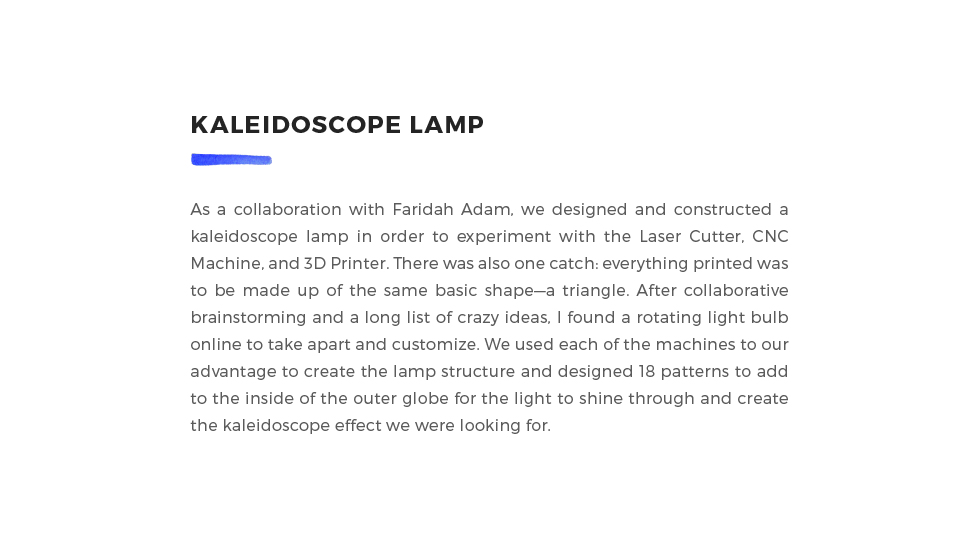 KALEIDOSCOPE LAMP
As a collaboration with Faridah Adam, we designed and constructed a
kaleidoscope lamp in order to experiment with the Laser Cutter, CNC
Machine, and 3D Printer. There was also one catch: everything printed was
to be made up of the same basic shape—a triangle. After collaborative
brainstorming and a long list of crazy ideas, I found a rotating light bulb
online to take apart and customize. We used each of the machines to our
advantage to create the lamp structure and designed 18 patterns to add
to the inside of the outer globe for the light to shine through and create
the kaleidoscope effect we were looking for.